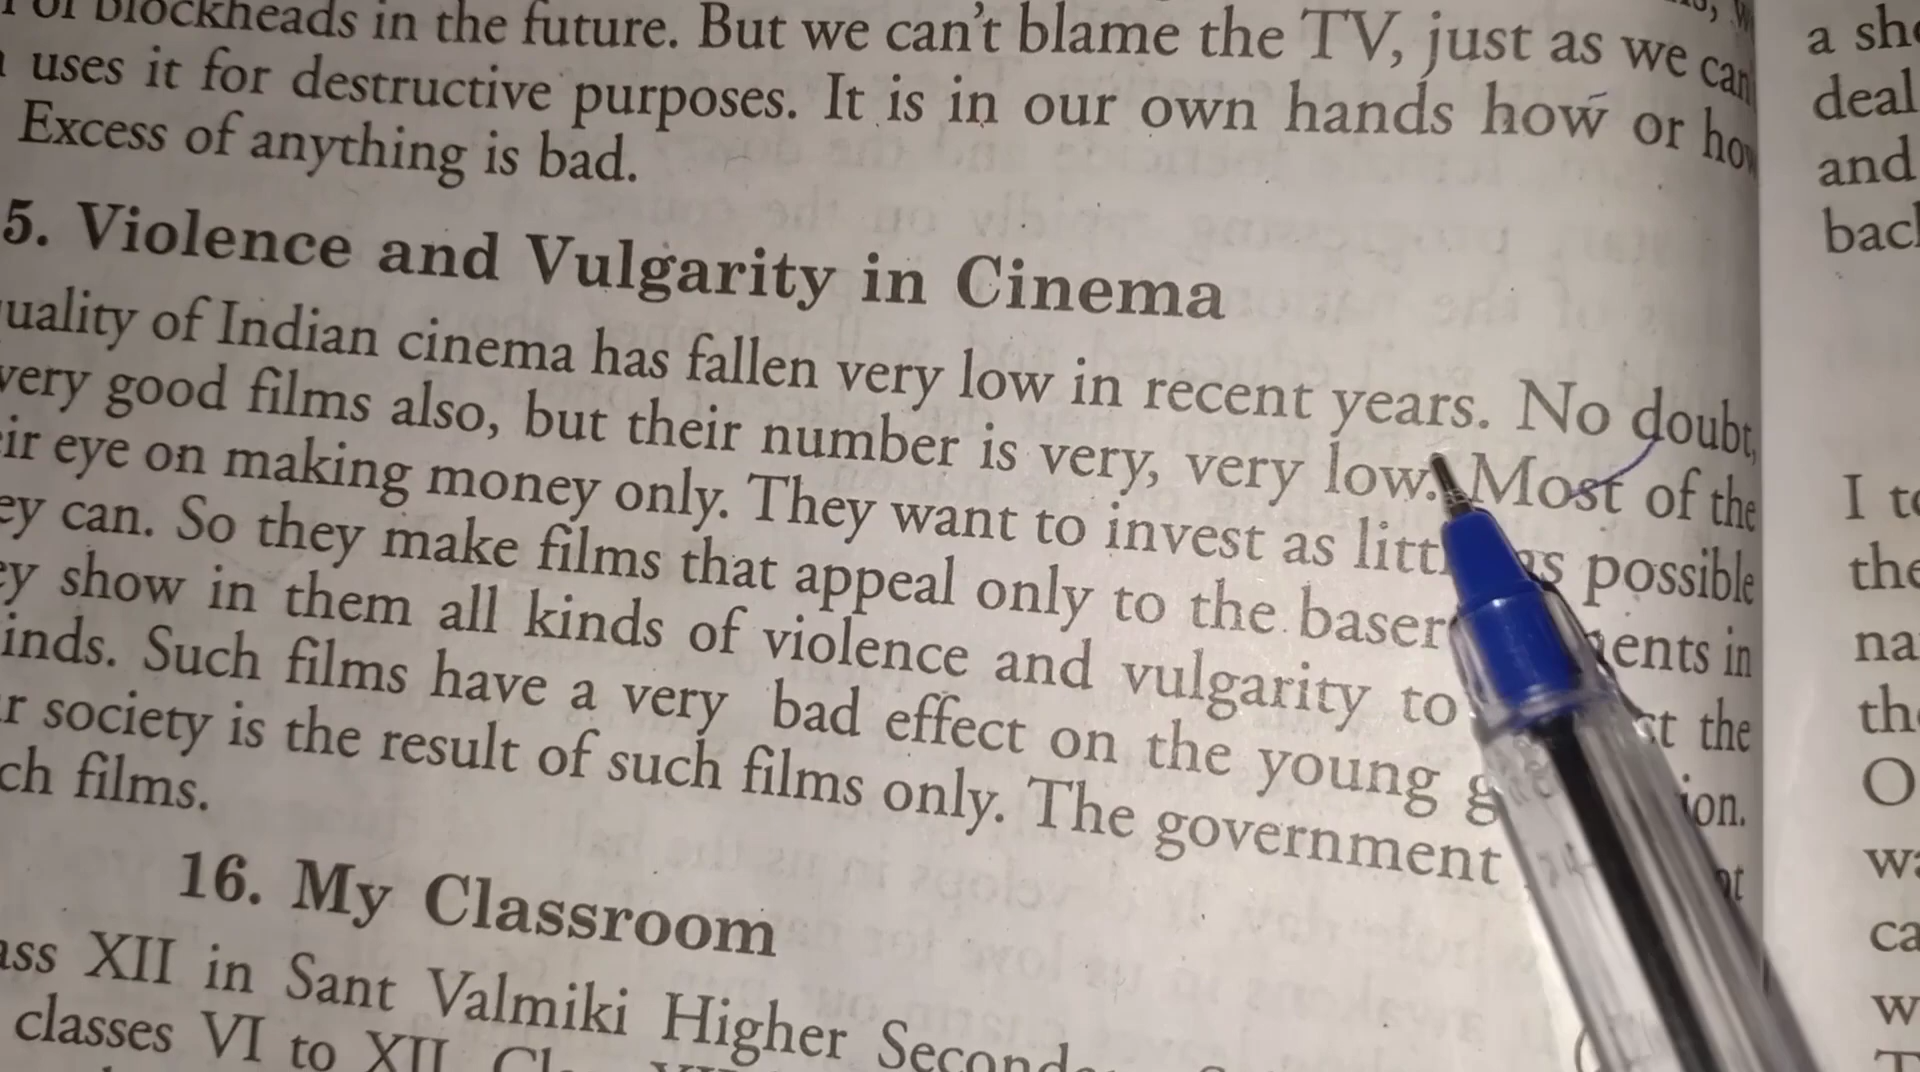 blockheads in the future. But we can't blame the TV, just as we can
uses it for destructive purposes. It is in our own hands how or how
Excess of anything is bad.
5. Violence and Vulgarity in Cinema
uality of Indian cinema has fallen very low in recent years. No doubt,
very good films also, but their number is very, very low. Most of the
ir eye on making money only. They want to invest as as possible
ey can. So they make films that appeal only to the baser in
ey show in them all kinds of violence and vulgarity to the
inds. Such films have a very bad effect on the young
r society is the result of such films only. The government
ch films.
16. My Classroom
ass XII in Sant Valmiki Higher
classes VI to XII
a
deal
and
back
I
the
na
the
O
wa
ca
w